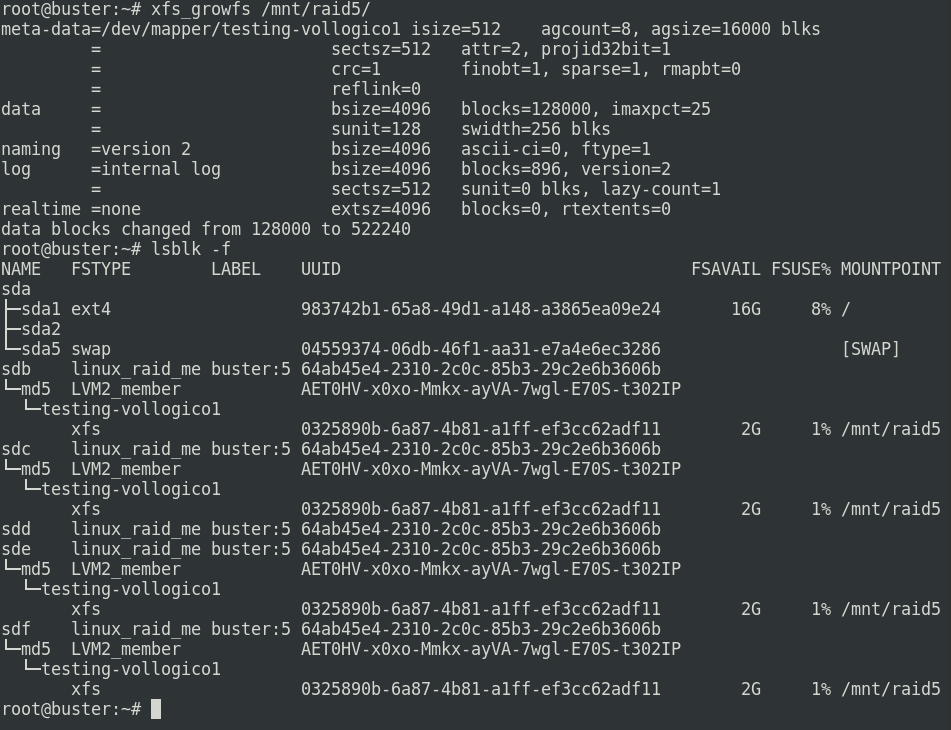 root@buster:~# xfs_growfs /mnt/raid5/
meta-data=/dev/mapper/testing-vollogico1 isize=512    agcount=8, agsize=16000 blks
         =                       sectsz=512   attr=2, projid32bit=1
         =                       crc=1        finobt=1, sparse=1, rmapbt=0
         =                       reflink=0
data     =                       bsize=4096   blocks=128000, imaxpct=25
         =                       sunit=128    swidth=256 blks
naming   =version 2              bsize=4096   ascii-ci=0, ftype=1
log      =internal log           bsize=4096   blocks=896, version=2
         =                       sectsz=512   sunit=0 blks, lazy-count=1
realtime =none                   extsz=4096   blocks=0, rtextents=0
data blocks changed from 128000 to 522240
root@buster:~# lsblk -f
NAME   FSTYPE        LABEL    UUID                                   FSAVAIL FSUSE% MOUNTPOINT
sda
├─sda1 ext4                   983742b1-65a8-49d1-a148-a3865ea09e24       16G     8% /
├─sda2
└─sda5 swap                   04559374-06db-46f1-aa31-e7a4e6ec3286                  [SWAP]
sdb    linux_raid_me buster:5 64ab45e4-2310-2c0c-85b3-29c2e6b3606b
└─md5  LVM2_member            AET0HV-x0xo-Mmkx-ayVA-7wgl-E70S-t302IP
  └─testing-vollogico1
       xfs                    0325890b-6a87-4b81-a1ff-ef3cc62adf11        2G     1% /mnt/raid5
sdc    linux_raid_me buster:5 64ab45e4-2310-2c0c-85b3-29c2e6b3606b
└─md5  LVM2_member            AET0HV-x0xo-Mmkx-ayVA-7wgl-E70S-t302IP
  └─testing-vollogico1
       xfs                    0325890b-6a87-4b81-a1ff-ef3cc62adf11        2G     1% /mnt/raid5
sdd    linux_raid_me buster:5 64ab45e4-2310-2c0c-85b3-29c2e6b3606b
sde    linux_raid_me buster:5 64ab45e4-2310-2c0c-85b3-29c2e6b3606b
└─md5  LVM2_member            AET0HV-x0xo-Mmkx-ayVA-7wgl-E70S-t302IP
  └─testing-vollogico1
       xfs                    0325890b-6a87-4b81-a1ff-ef3cc62adf11        2G     1% /mnt/raid5
sdf    linux_raid_me buster:5 64ab45e4-2310-2c0c-85b3-29c2e6b3606b
└─md5  LVM2_member            AET0HV-x0xo-Mmkx-ayVA-7wgl-E70S-t302IP
  └─testing-vollogico1
       xfs                    0325890b-6a87-4b81-a1ff-ef3cc62adf11        2G     1% /mnt/raid5
root@buster:~#